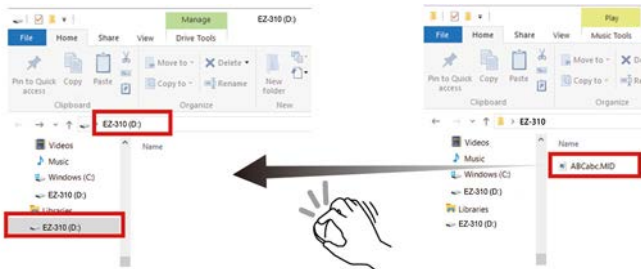 Manage
EZ-310 (D:)
File
Home
Share
View
Drive Tools
Pin to Quick access
Copy
Paste
Move to
Copy to
Delete
Rename
New folder
Clipboard
Organize
New
EZ-310 (D:)
Videos
Music
Windows (C:)
EZ-310 (D:)
Libraries
EZ-310 (D:)
Name
Play
File
Home
Share
View
Music Tools
Pin to Quick access
Copy
Paste
Move to
Copy to
Clipboard
Organize
EZ-310
Videos
Music
Windows (C:)
EZ-310 (D:)
Libraries
EZ-310 (D:)
Name
ABCabc.MID